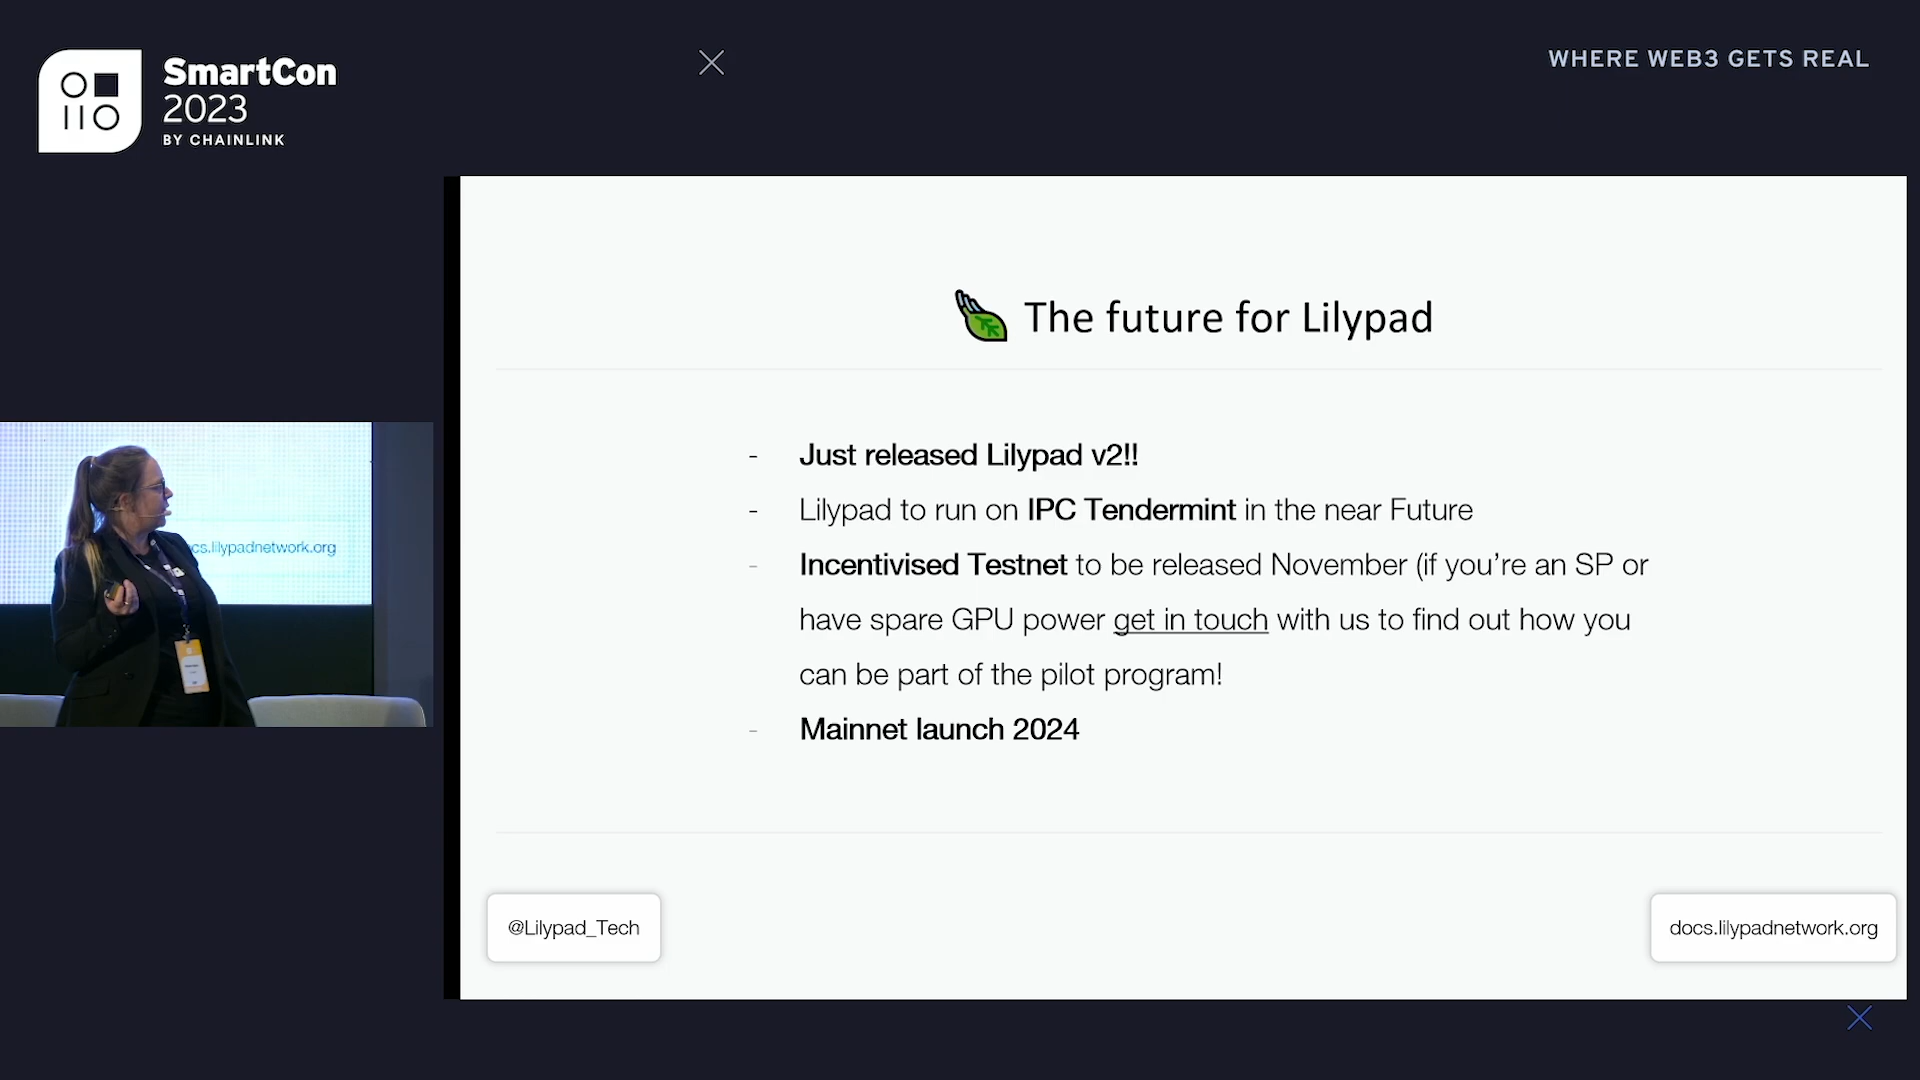 SmartCon
2023
BY CHAINLINK
WHERE WEB3 GETS REAL
The future for Lilypad
- Just released Lilypad v2!!
- Lilypad to run on IPC Tendermint in the near Future
- Incentivised Testnet to be released November (if you’re an SP or
have spare GPU power get in touch with us to find out how you
can be part of the pilot program!
- Mainnet launch 2024
cs.lilypadnetwork.org
@Lilypad_Tech
docs.lilypadnetwork.org